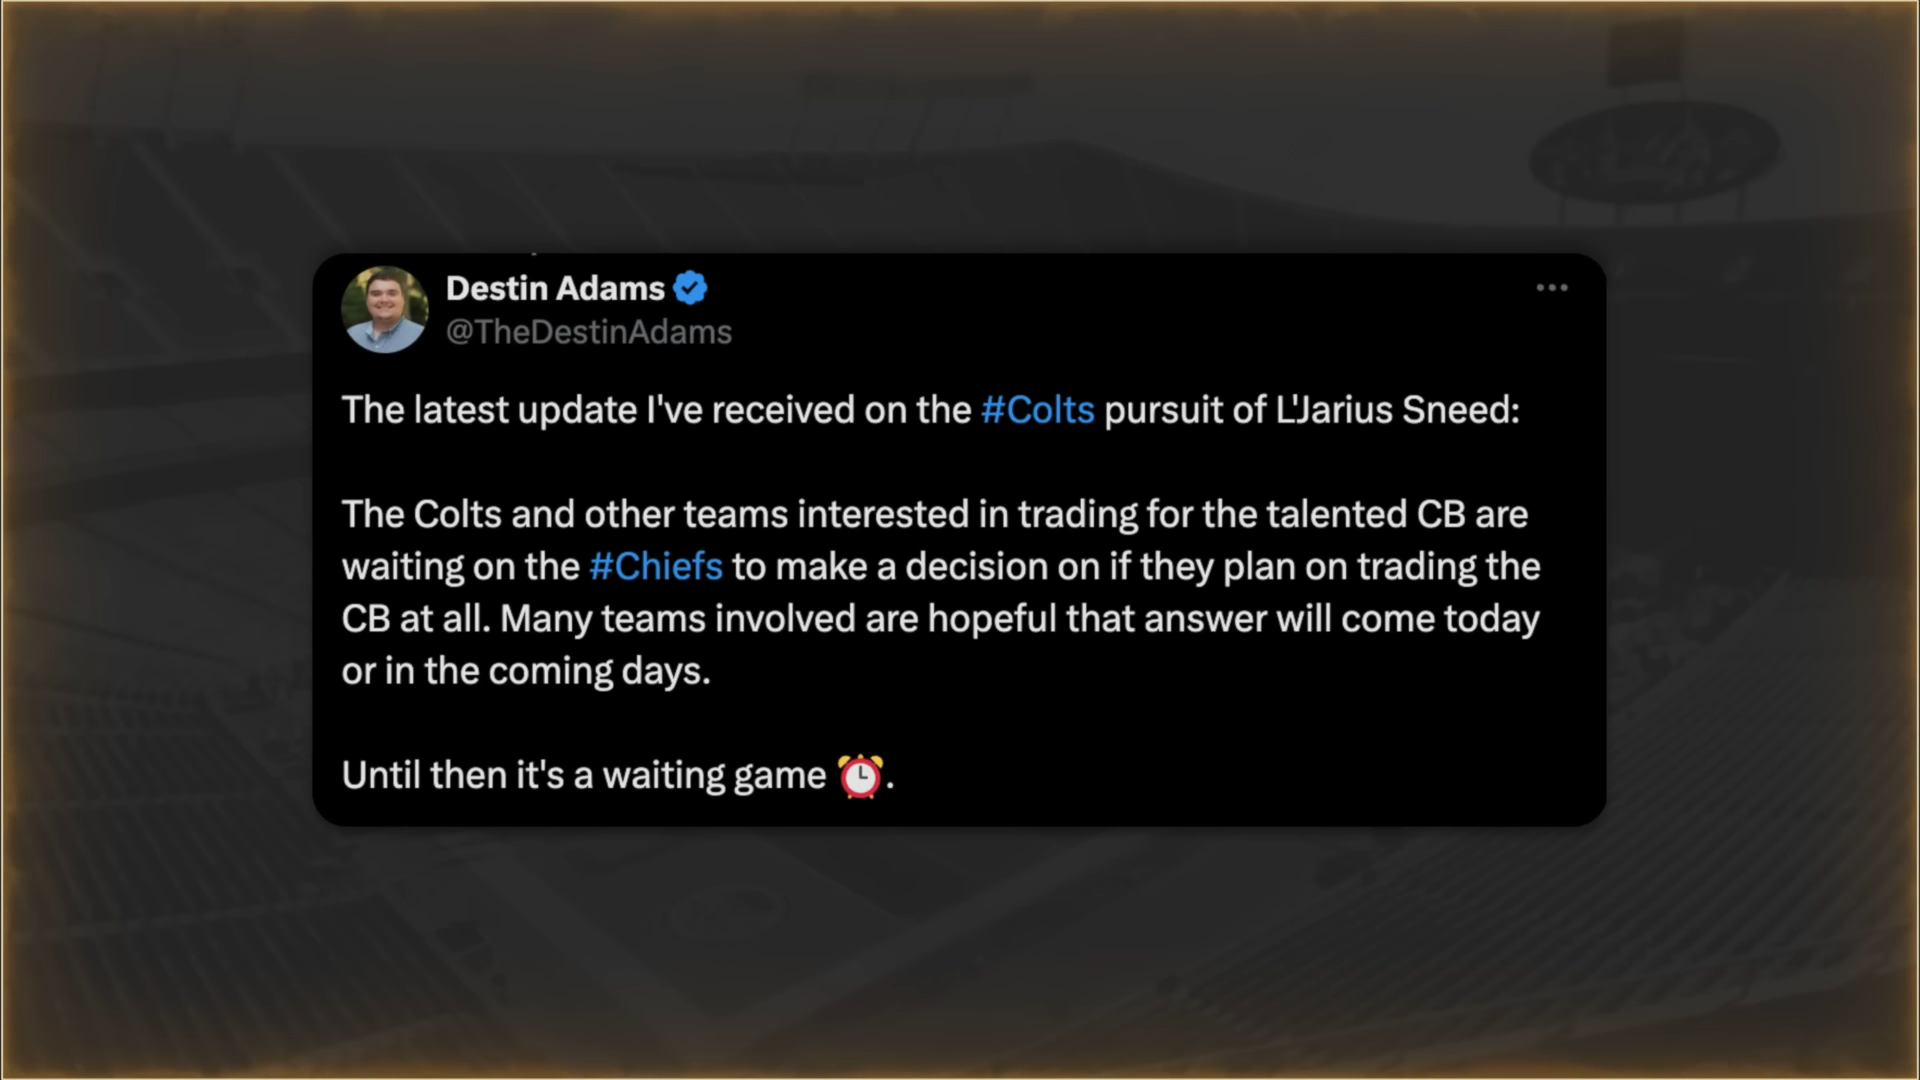 Destin Adams
@TheDestinAdams
The latest update I've received on the #Colts pursuit of L'Jarius Sneed:
The Colts and other teams interested in trading for the talented CB are
waiting on the #Chiefs to make a decision on if they plan on trading the
CB at all. Many teams involved are hopeful that answer will come today
or in the coming days.
Until then it's a waiting game ⏰.